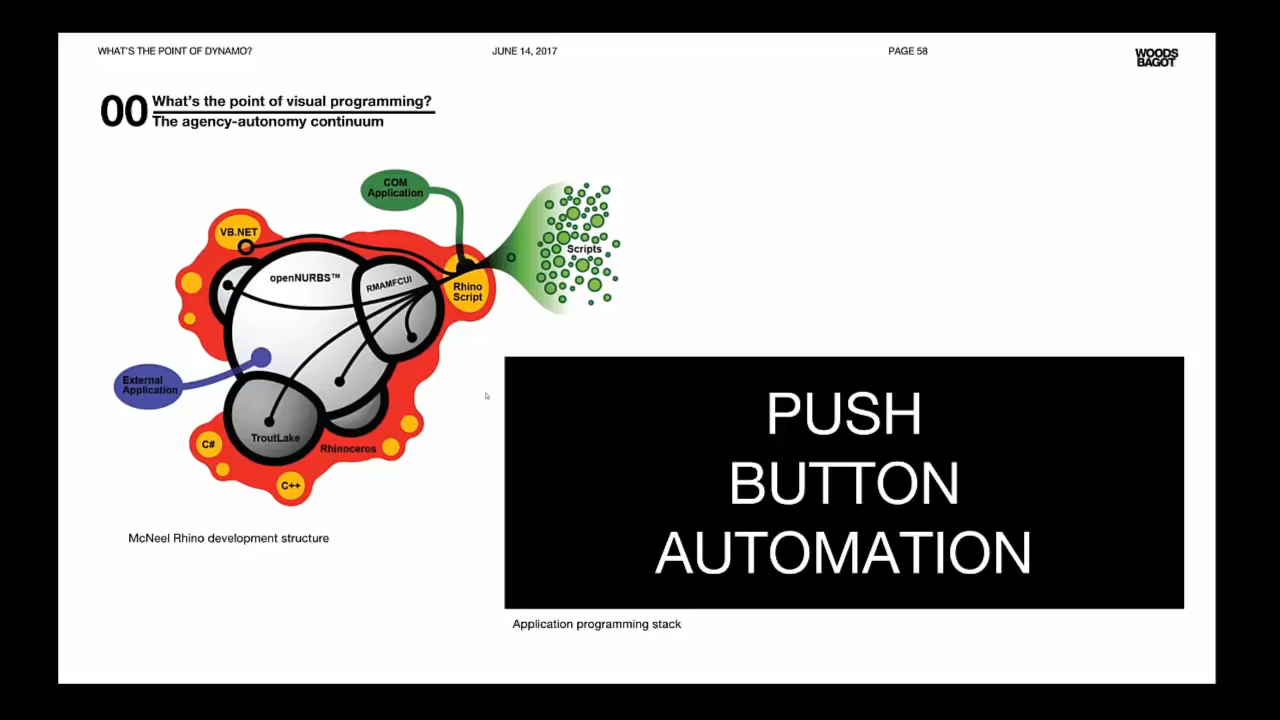 WHAT'S THE POINT OF DYNAMO?
JUNE 14, 2017
PAGE 58
WOODS
BAGOT
00
What's the point of visual programming?
The agency-autonomy continuum
COM
Application
VB.NET
openNURBS™
RMAMFCUI
Rhino
Script
Scripts
External
Application
TroutLake
Rhinoceros
C#
C++
McNeel Rhino development structure
PUSH
BUTTON
AUTOMATION
Application programming stack